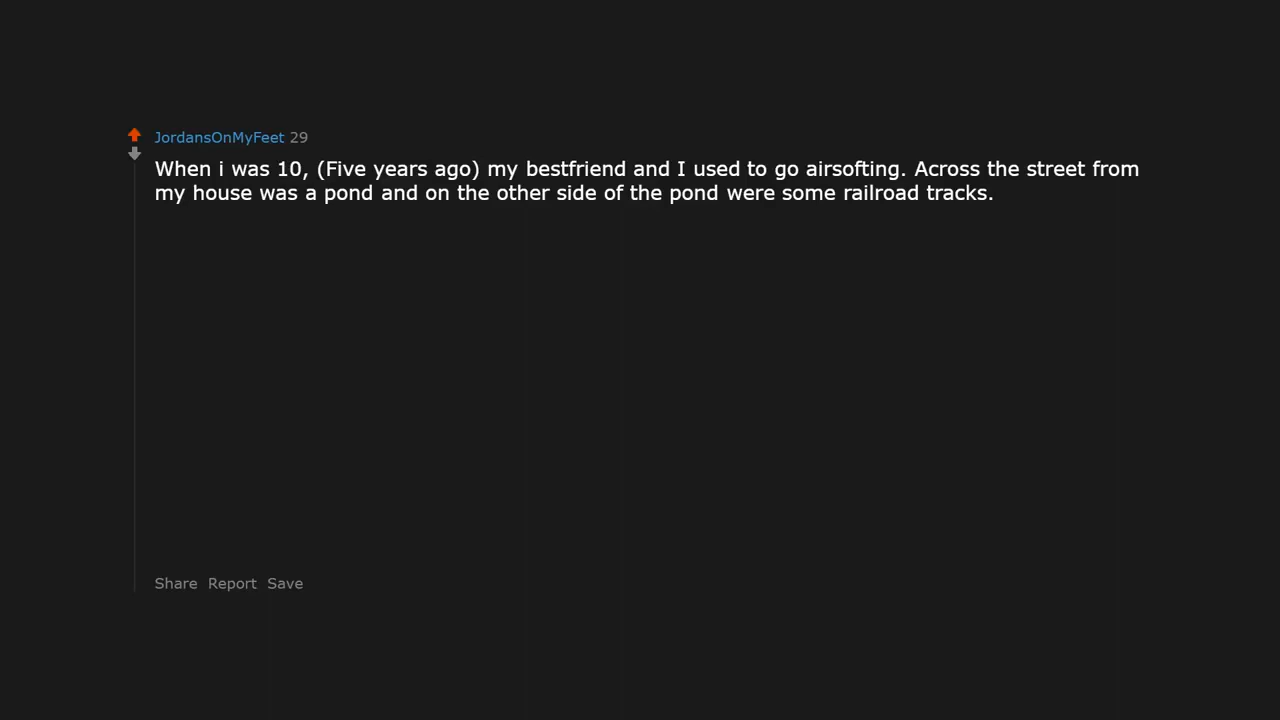 JordansOnMyFeet 29
When i was 10, (Five years ago) my bestfriend and I used to go airsofting. Across the street from
my house was a pond and on the other side of the pond were some railroad tracks.
Share Report Save